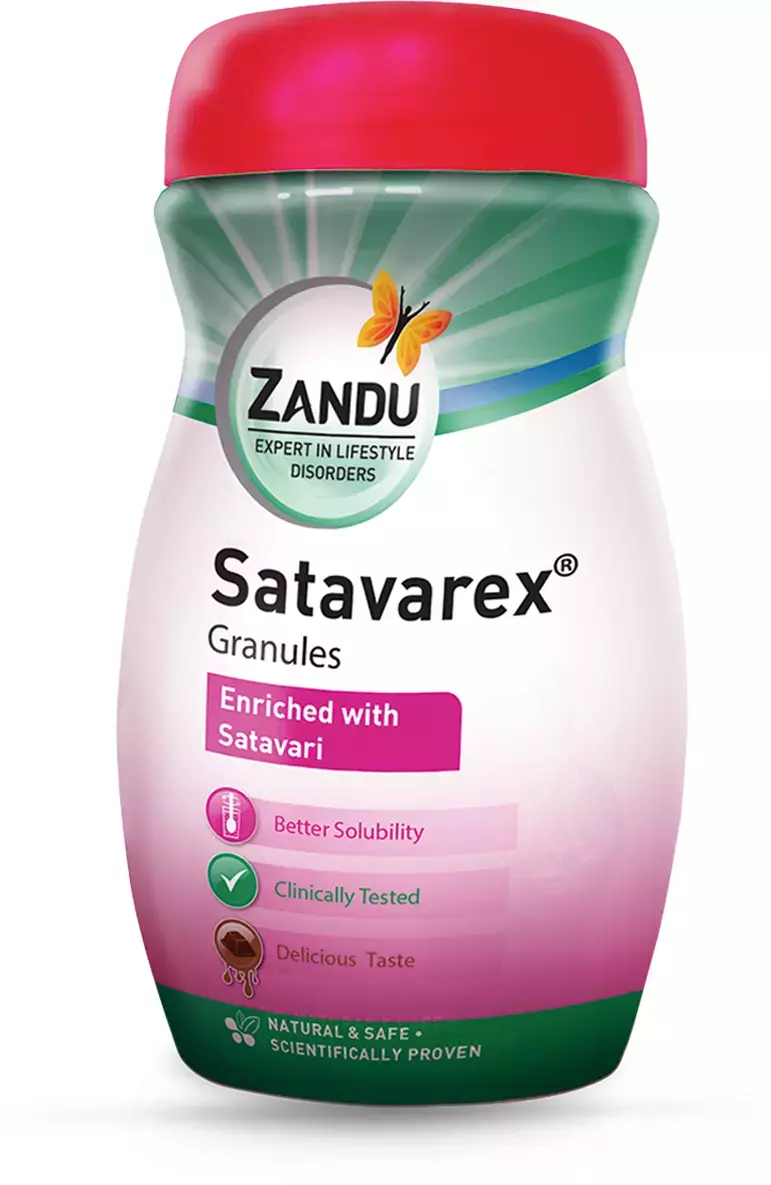 ZANDU
EXPERT IN LIFESTYLE
DISORDERS
Satavarex®
Granules
Enriched with
Satavari
Better Solubility
Clinically Tested
Delicious Taste
NATURAL & SAFE •
SCIENTIFICALLY PROVEN